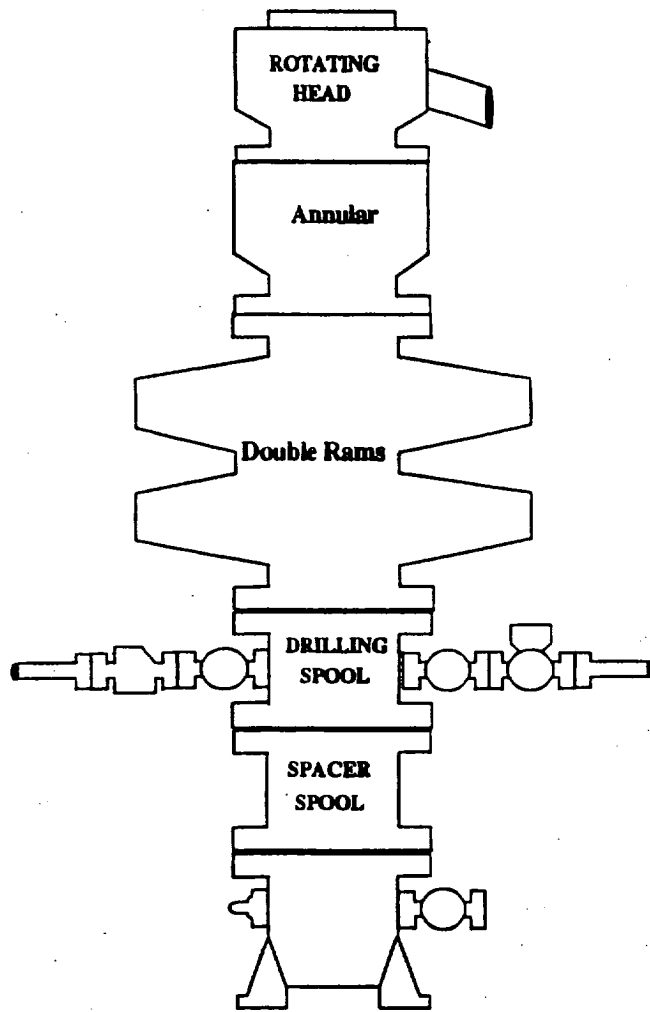 ROTATING
HEAD
Annular
Double Rams
DRILLING
SPOOL
SPACER
SPOOL